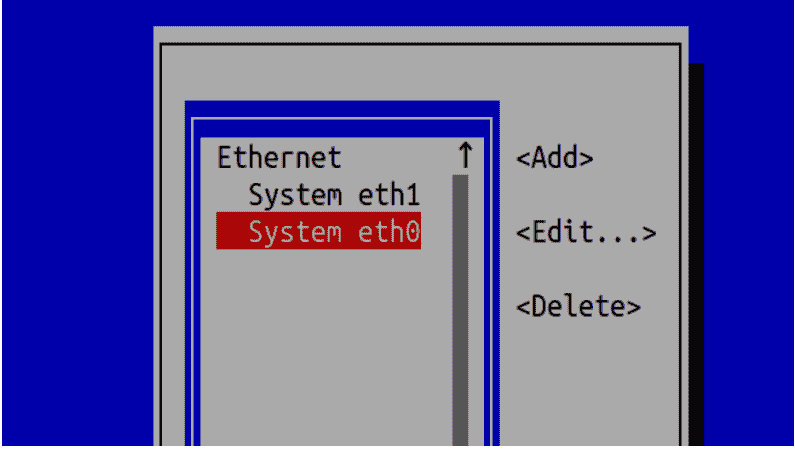 Ethernet ↑ <Add>
System eth1
System eth0 <Edit...>
<Delete>